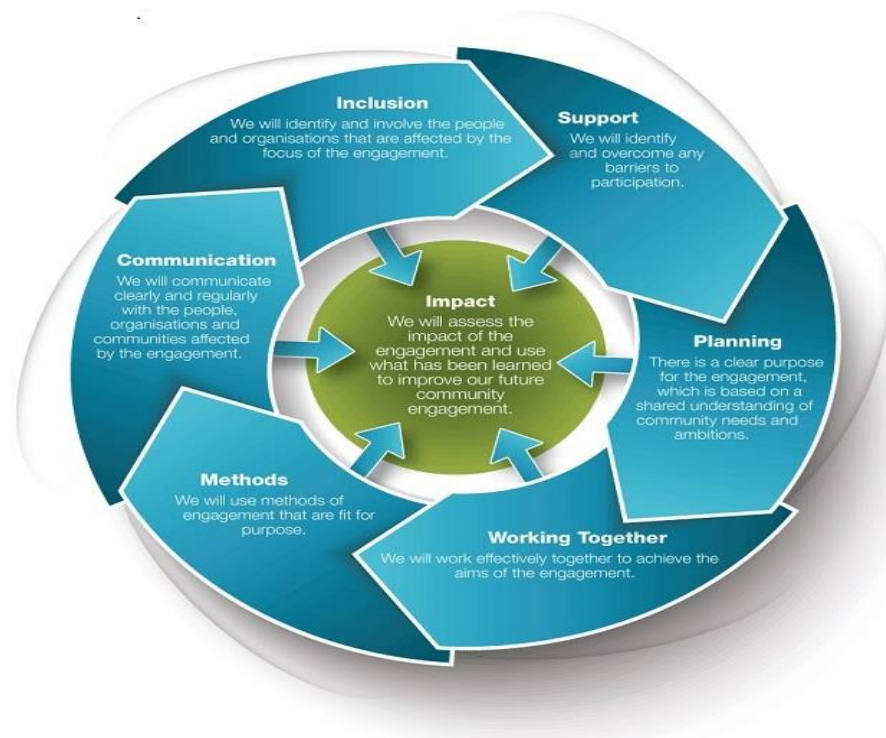 Inclusion
We will identify and involve the people
and organisations that are affected by the
focus of the engagement.
Support
We will identify
and overcome any
barriers to
participation.
Planning
There is a clear purpose
for the engagement,
which is based on a
shared understanding of
community needs and
ambitions.
Working Together
We will work effectively together to achieve the
aims of the engagement.
Methods
We will use methods of
engagement that are fit for
purpose.
Communication
We will communicate
clearly and regularly
with the people,
organisations and
communities affected
by the engagement.
Impact
We will assess the
impact of the
engagement and use
what has been learned
to improve our future
community
engagement.